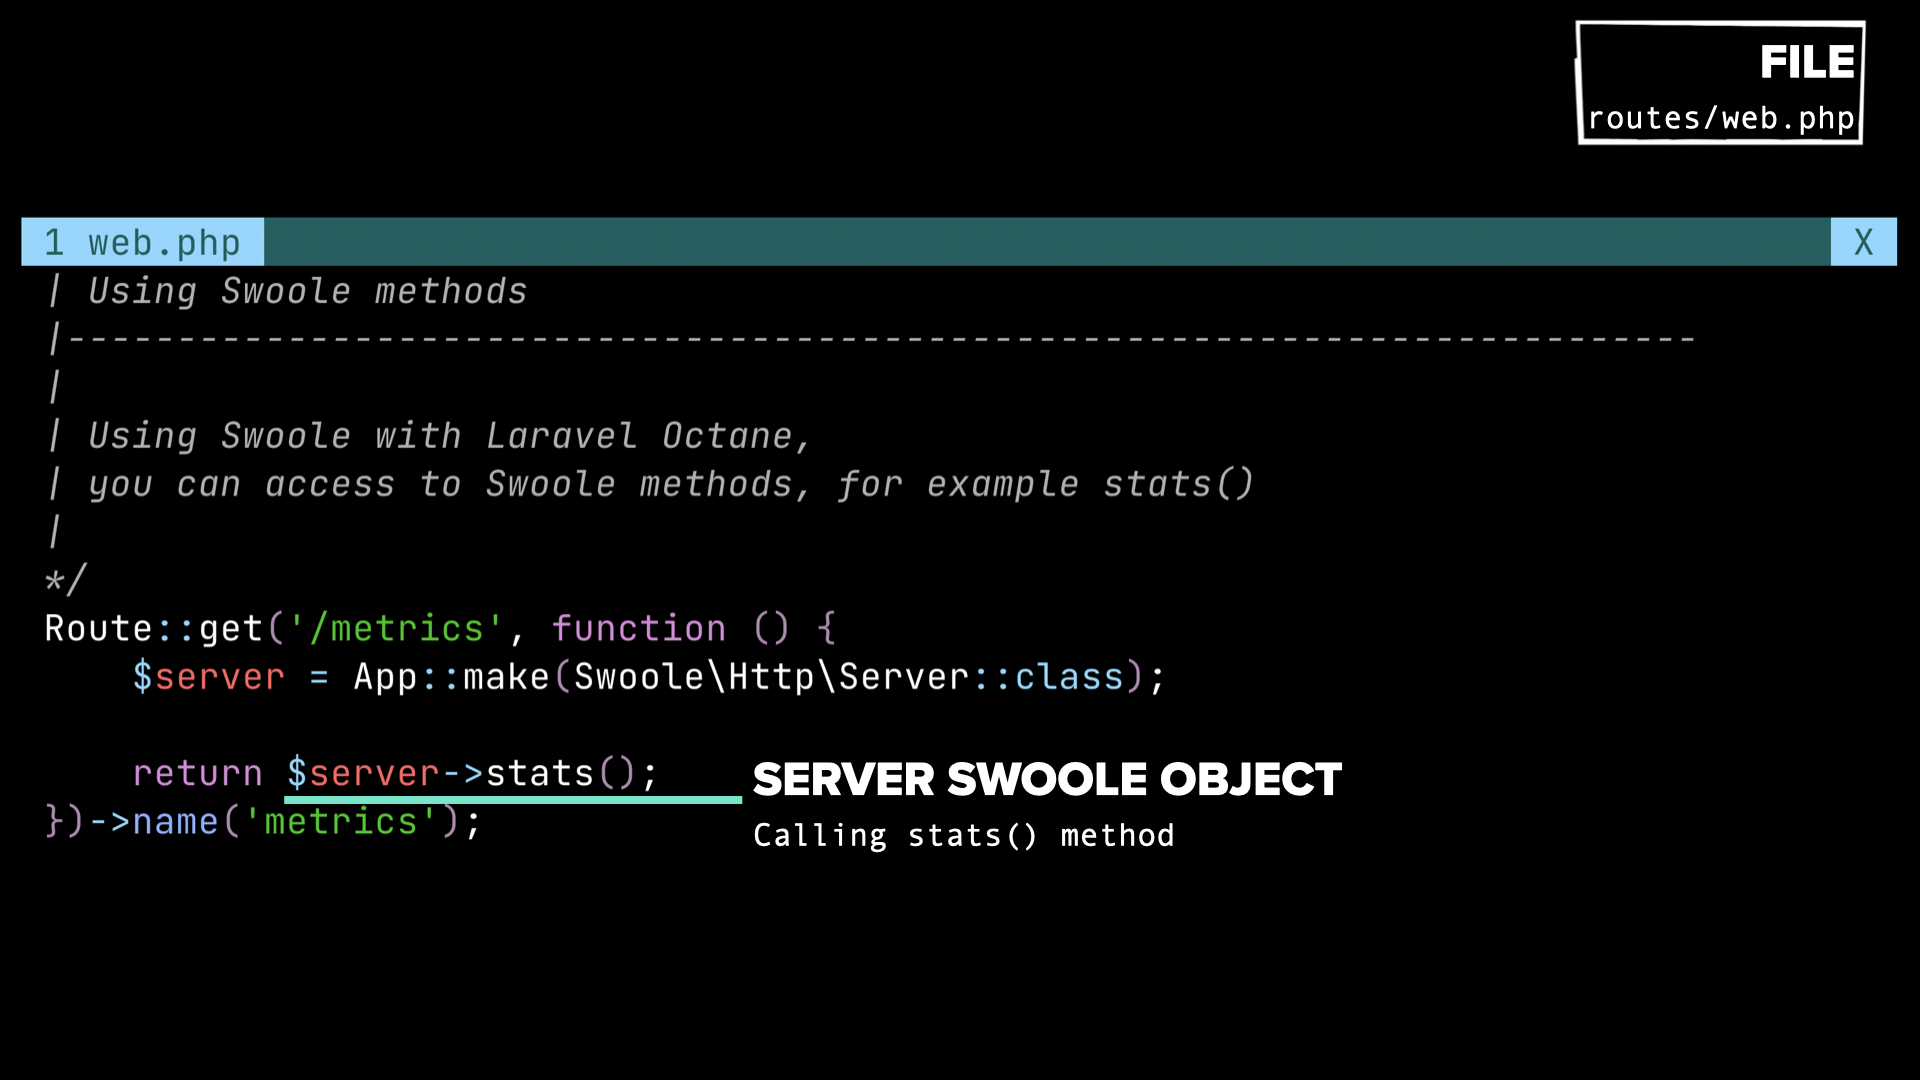 FILE
routes/web.php
1 web.php X
| Using Swoole methods
|--------------------------------------------------------------------------
|
| Using Swoole with Laravel Octane,
| you can access to Swoole methods, for example stats()
|
*/
Route::get('/metrics', function () {
    $server = App::make(Swoole\Http\Server::class);
    return $server->stats();
})->name('metrics');
SERVER SWOOLE OBJECT
Calling stats() method